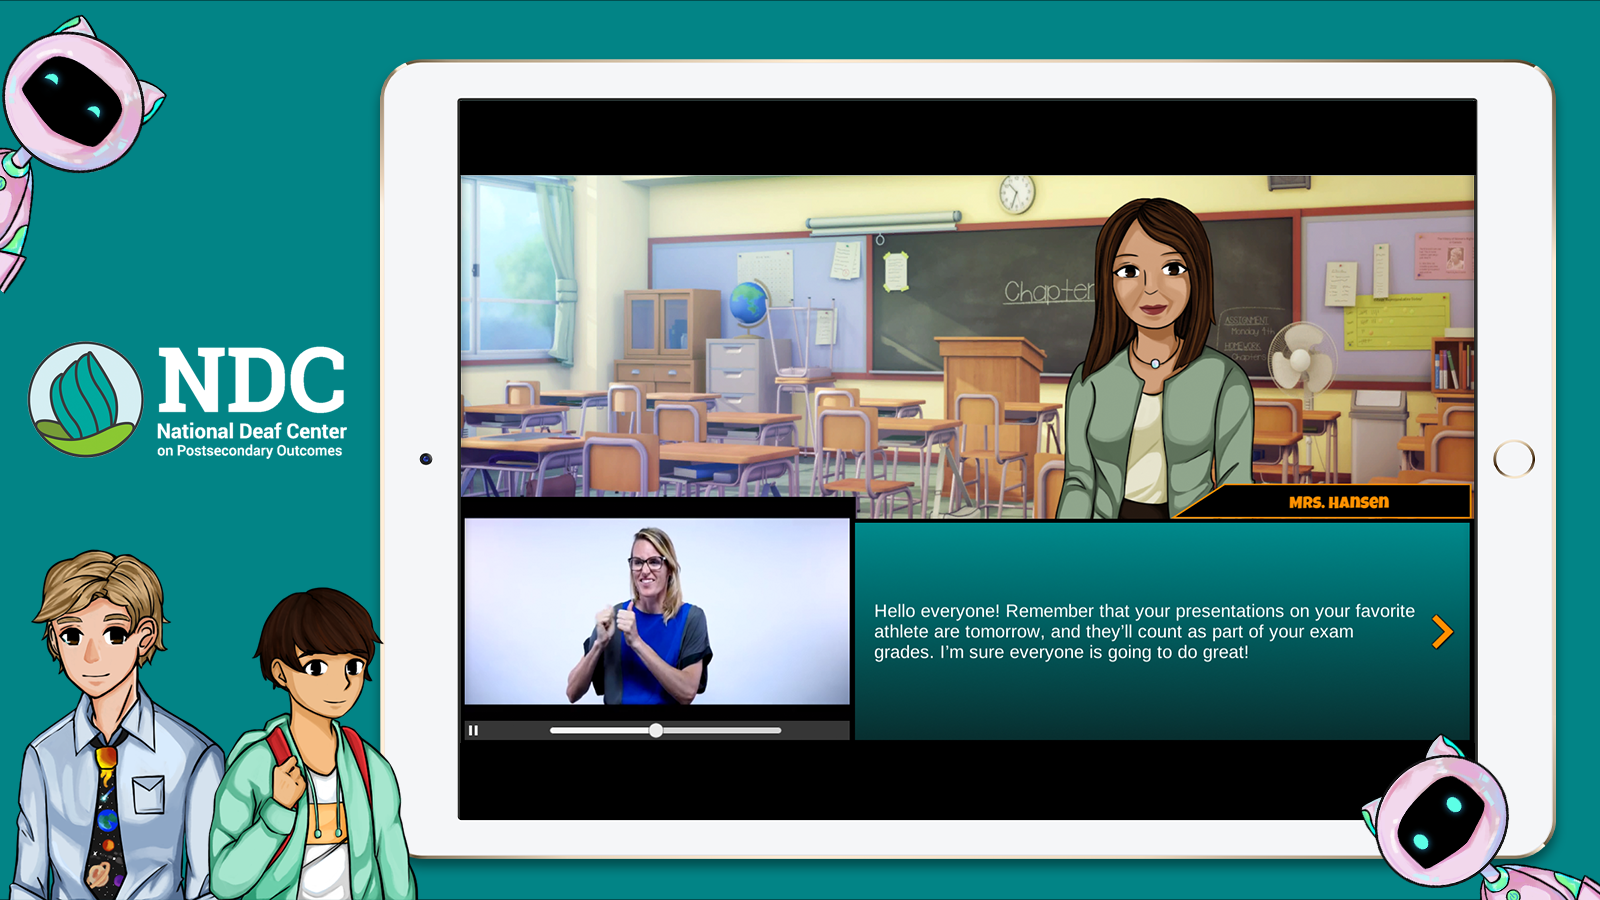 NDC
National Deaf Center
on Postsecondary Outcomes
Chapter
ASSIGNMENT
Monday 9th
HOMEWORK
Chapters
MRS. HANSEN
Hello everyone! Remember that your presentations on your favorite
athlete are tomorrow, and they'll count as part of your exam
grades. I'm sure everyone is going to do great!